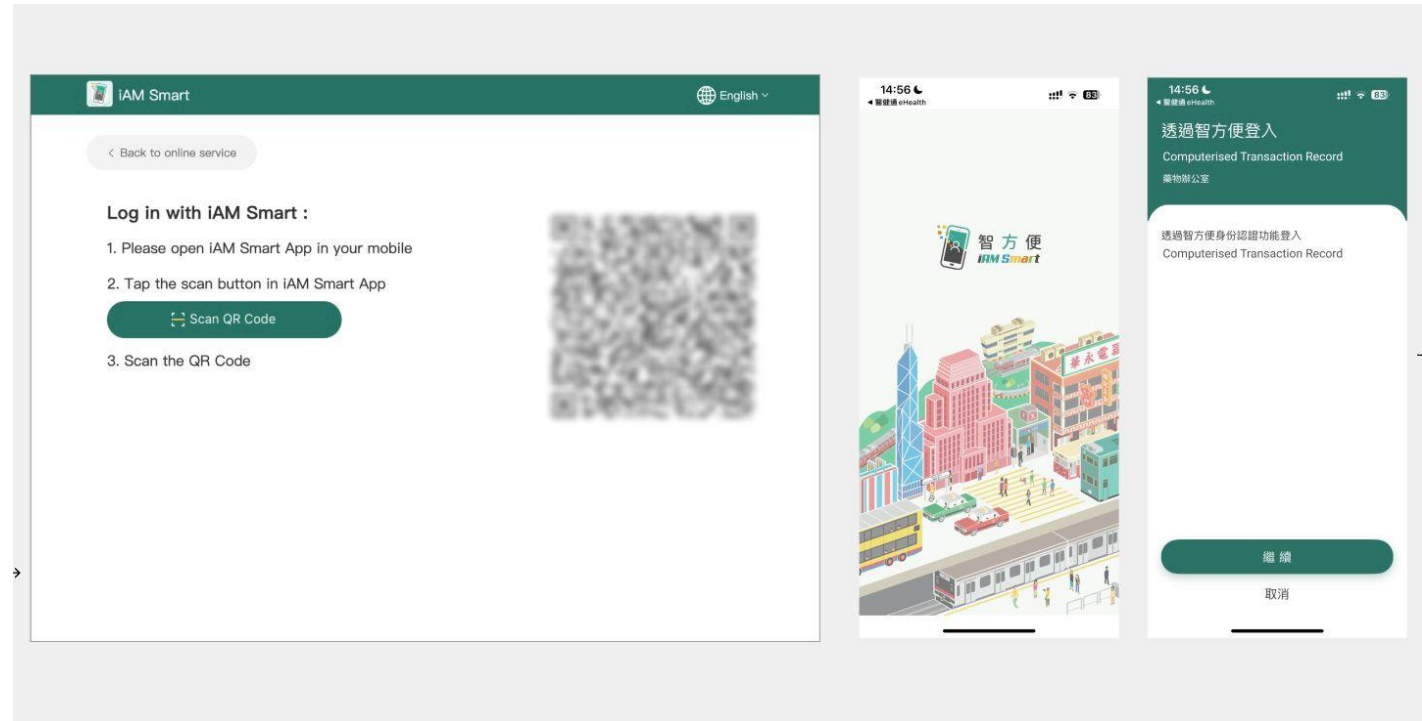 iAM Smart
English
< Back to online service
Log in with iAM Smart :
1. Please open iAM Smart App in your mobile
2. Tap the scan button in iAM Smart App
Scan QR Code
3. Scan the QR Code
14:56
83
◀ 醫健通 eHealth
智方便
iAM Smart
華永電器
14:56
83
◀ 醫健通 eHealth
透過智方便登入
Computerised Transaction Record
藥物辦公室
透過智方便身份認證功能登入
Computerised Transaction Record
繼續
取消